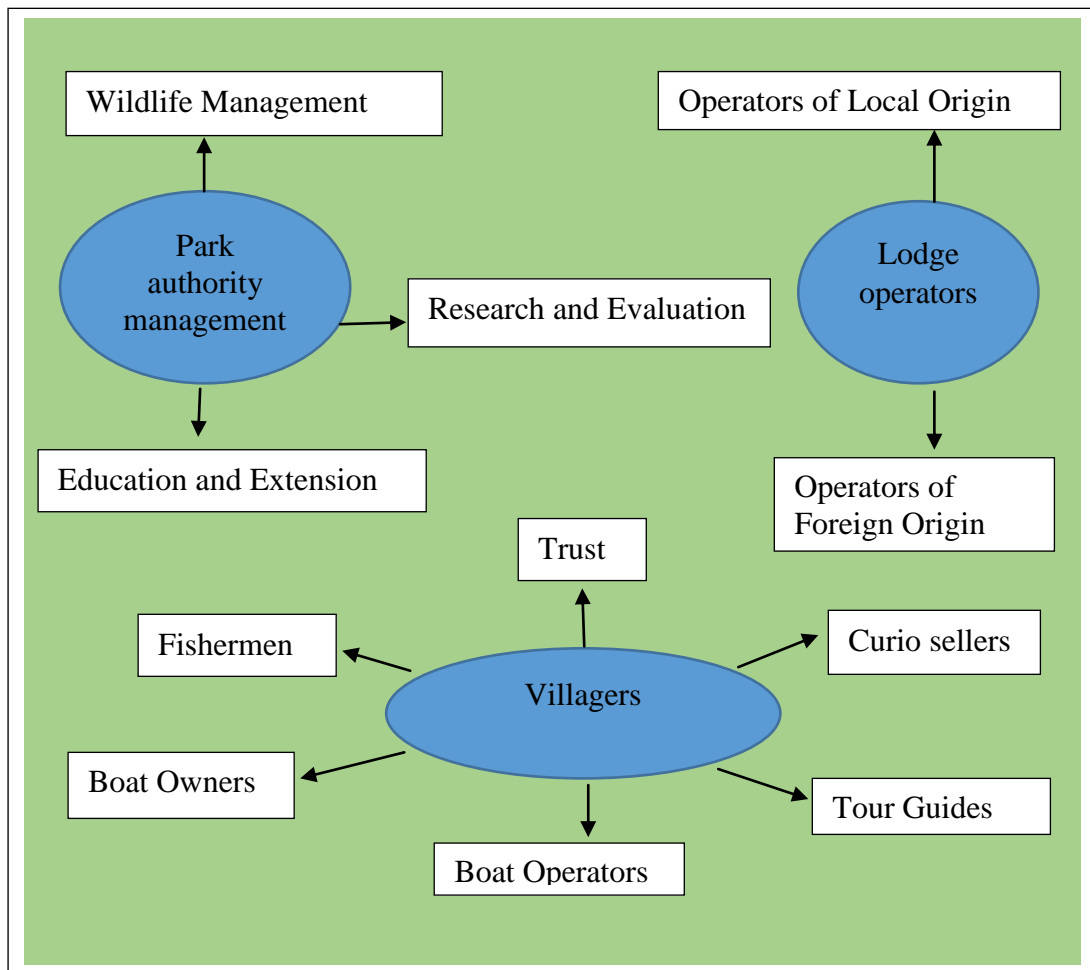 Wildlife Management
Operators of Local Origin
Park
authority
management
Lodge
operators
Research and Evaluation
Education and Extension
Operators of
Foreign Origin
Trust
Fishermen
Curio sellers
Villagers
Boat Owners
Tour Guides
Boat Operators